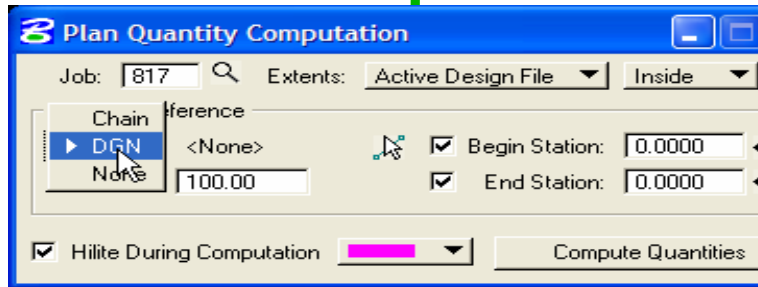 Plan Quantity Computation
Job: 817 Extents: Active Design File Inside
Chain ference
DGN <None> Begin Station: 0.0000
None 100.00 End Station: 0.0000
Hilite During Computation Compute Quantities